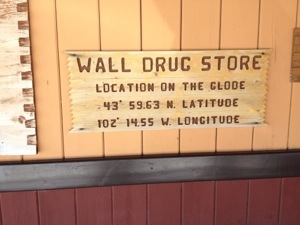 WALL DRUG STORE
LOCATION ON THE GLOBE
43° 59.63 N. LATITUDE
102° 14.55 W. LONGITUDE